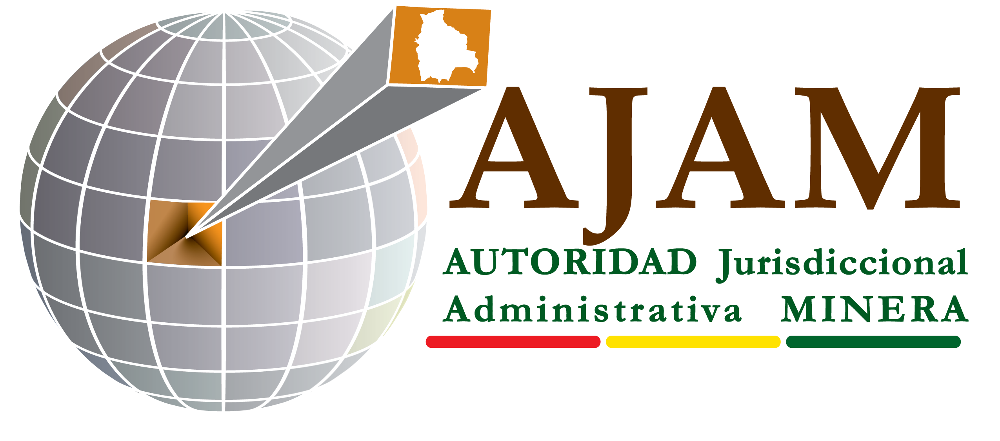 AJAM
AUTORIDAD Jurisdiccional
Administrativa MINERA